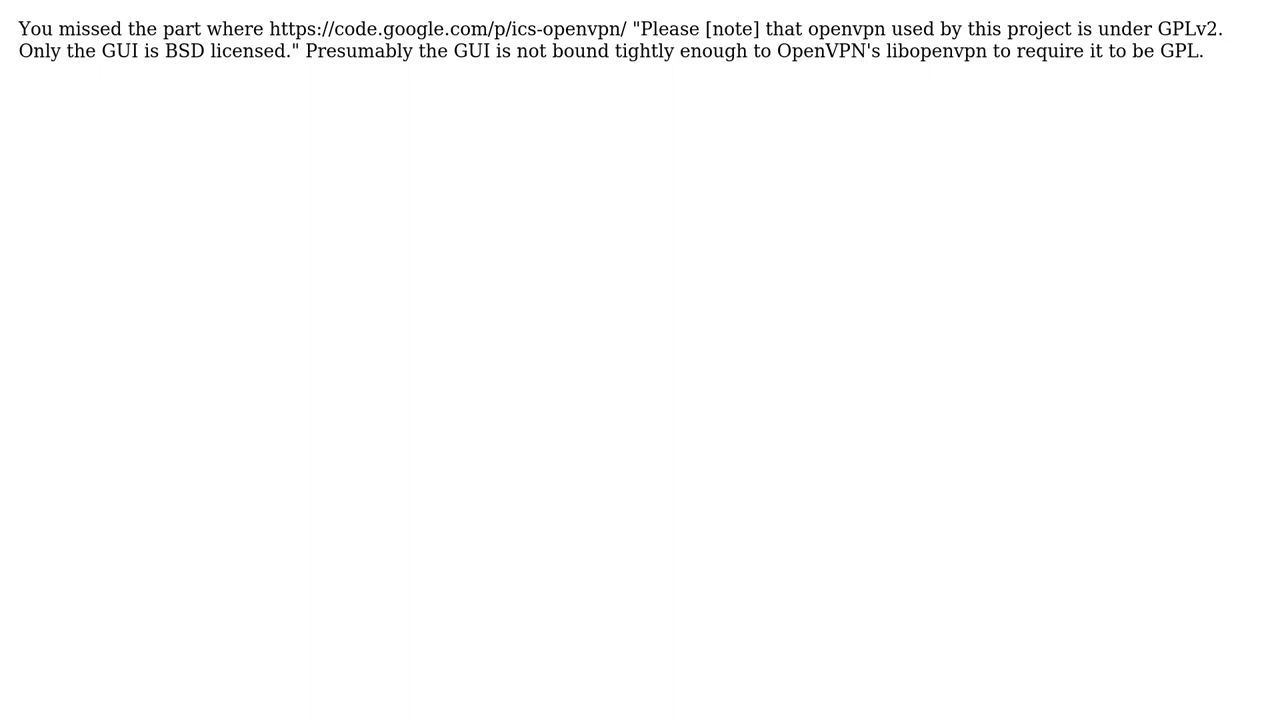 You missed the part where https://code.google.com/p/ics-openvpn/ "Please [note] that openvpn used by this project is under GPLv2.
Only the GUI is BSD licensed." Presumably the GUI is not bound tightly enough to OpenVPN's libopenvpn to require it to be GPL.